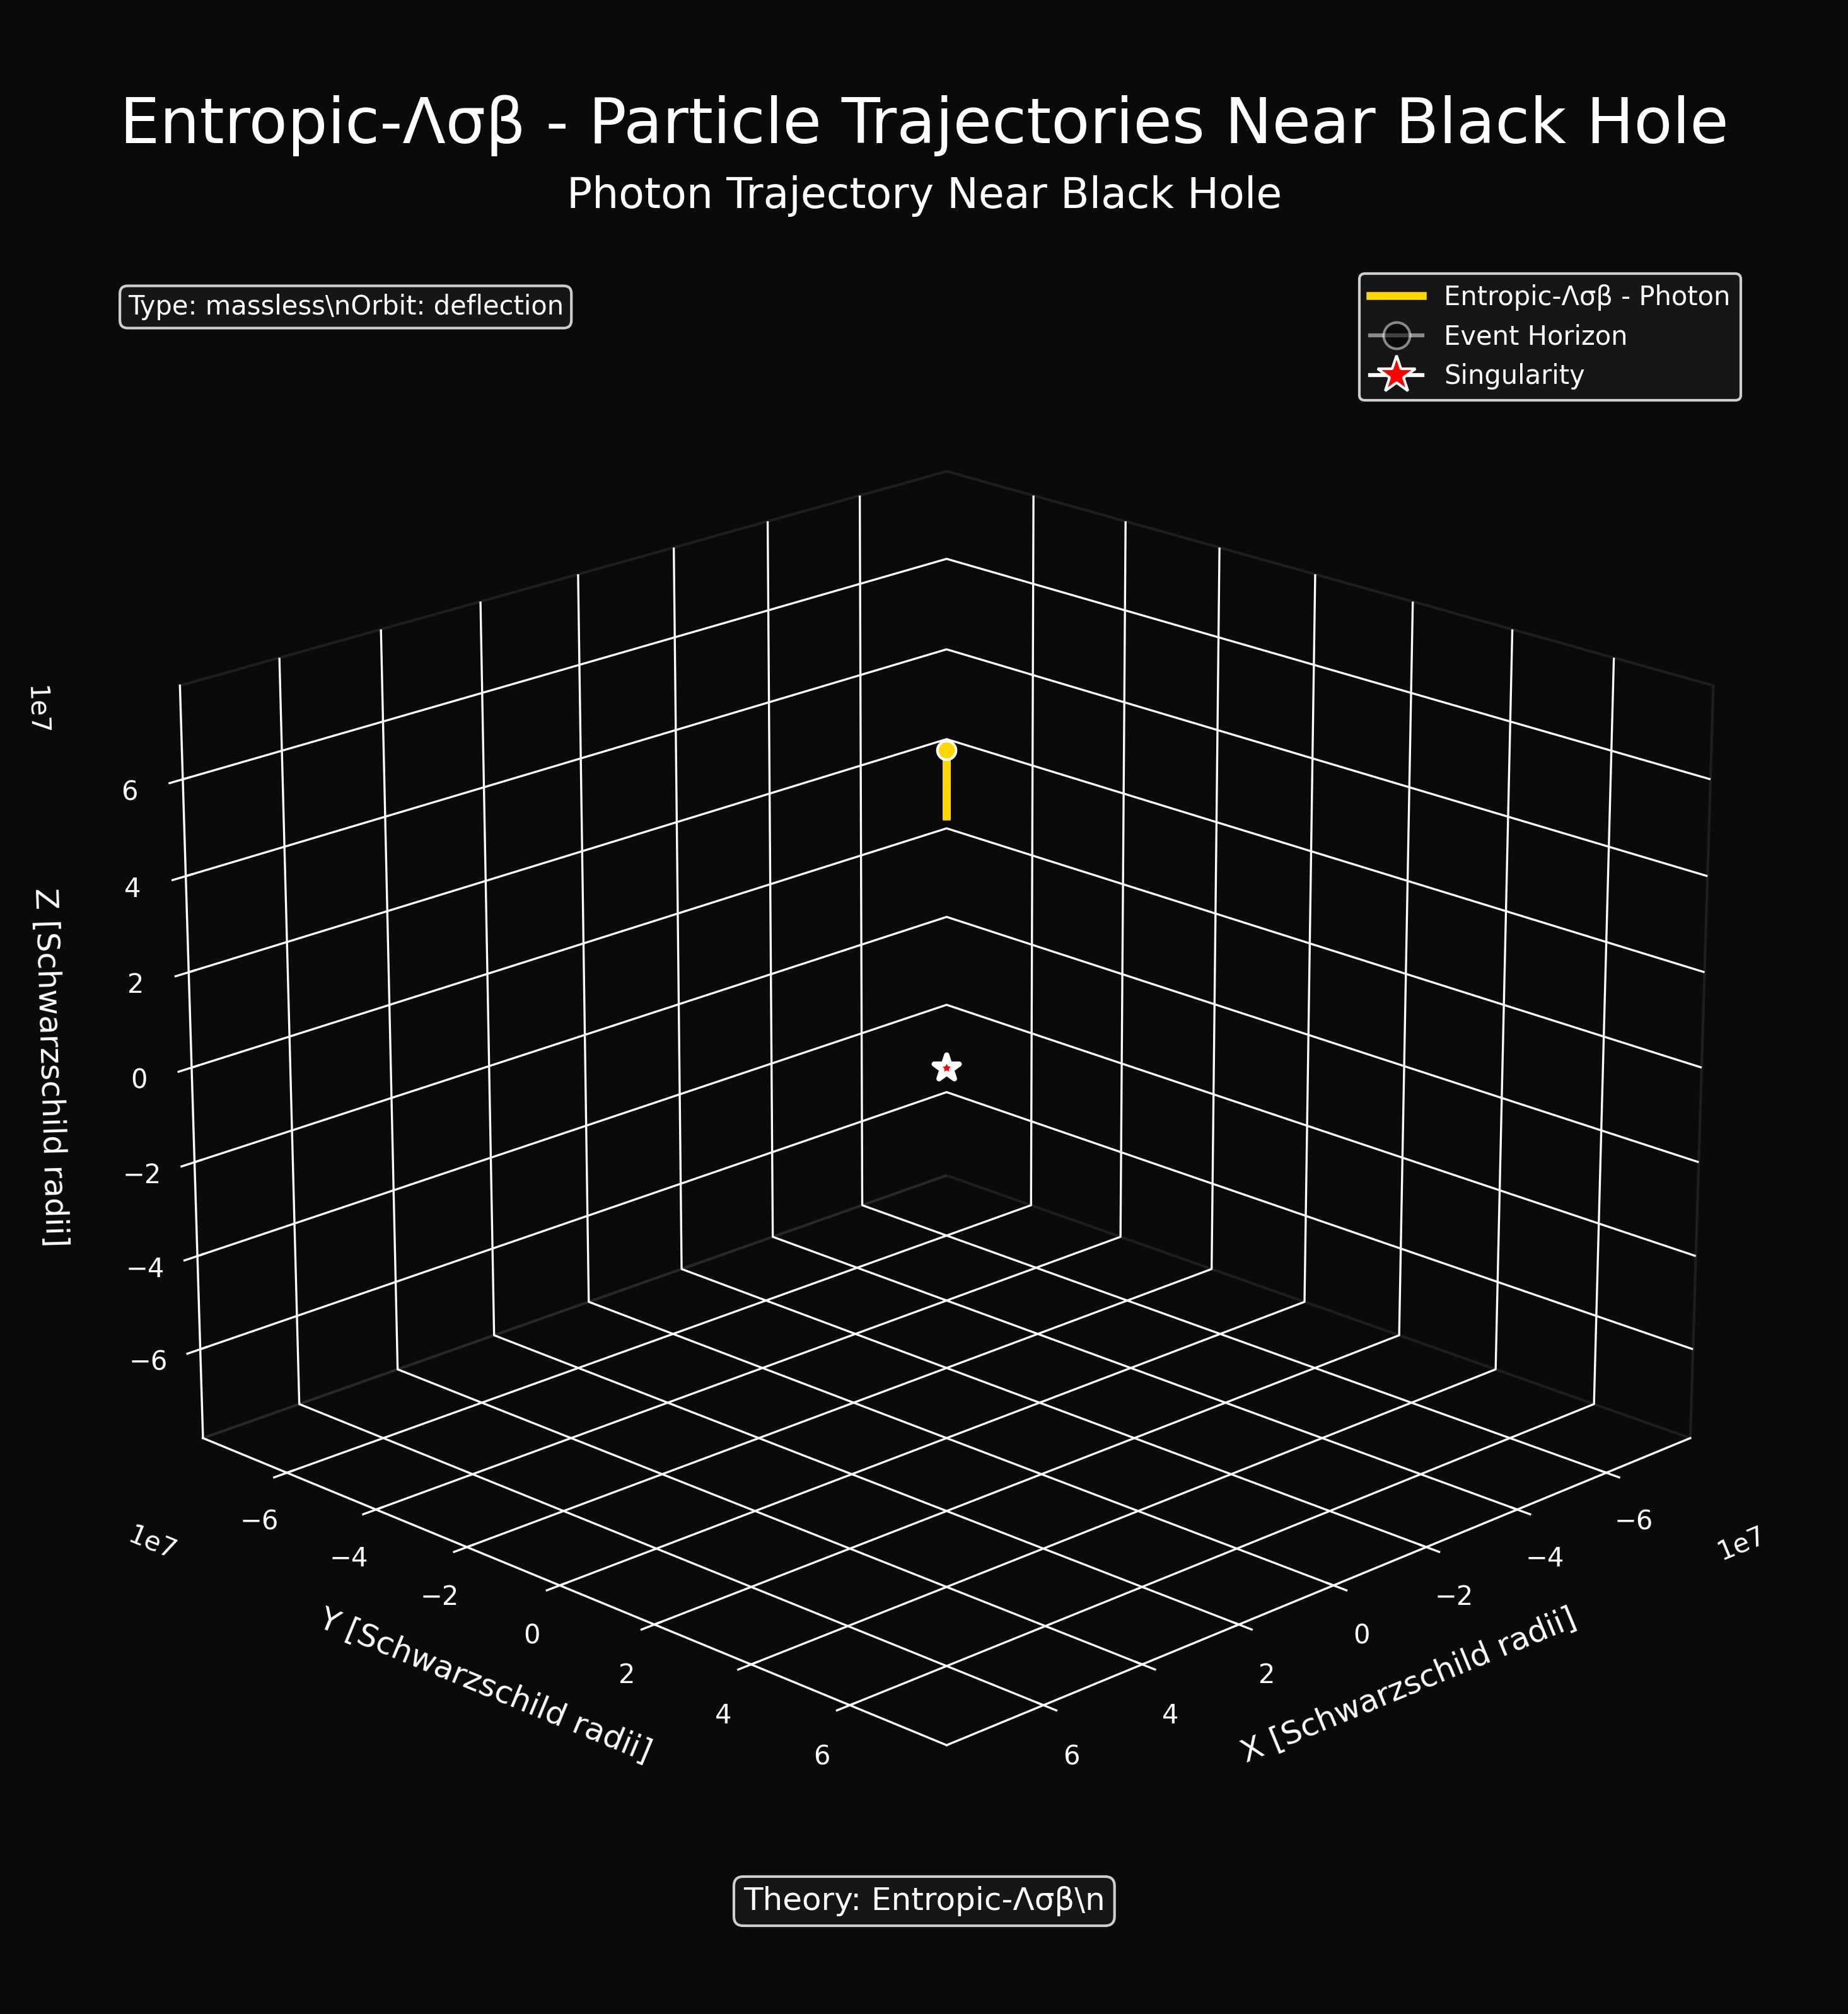 Entropic-Λσβ - Particle Trajectories Near Black Hole
Photon Trajectory Near Black Hole
Type: massless\nOrbit: deflection
Entropic-Λσβ - Photon
Event Horizon
Singularity
1e7
6
4
2
0
−2
−4
−6
Z [Schwarzschild radii]
1e7
−6
−4
−2
0
2
4
6
Y [Schwarzschild radii]
6
4
2
0
−2
−4
−6
1e7
X [Schwarzschild radii]
Theory: Entropic-Λσβ\n